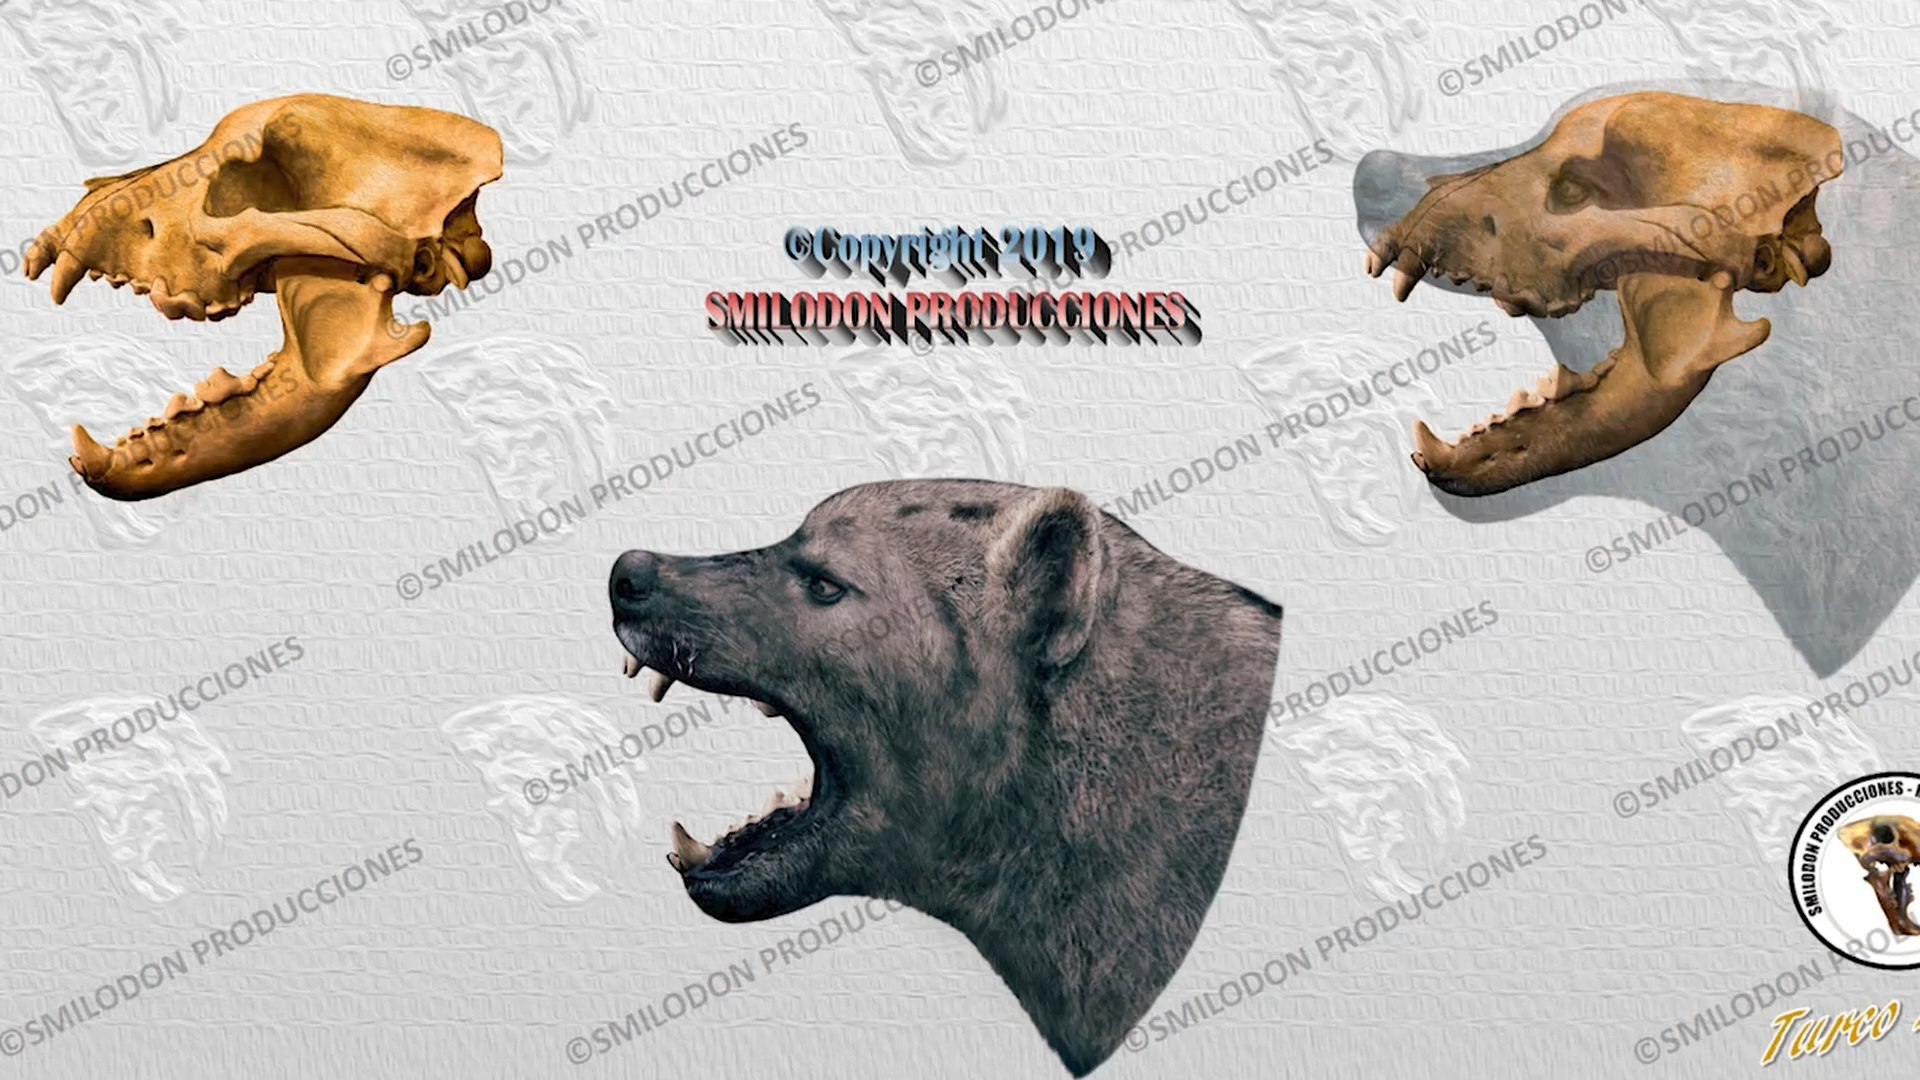 ©SMILODON PRODUCCIONES
©Copyright 2019
SMILODON PRODUCCIONES
SMILODON PRODUCCIONES -
Turco